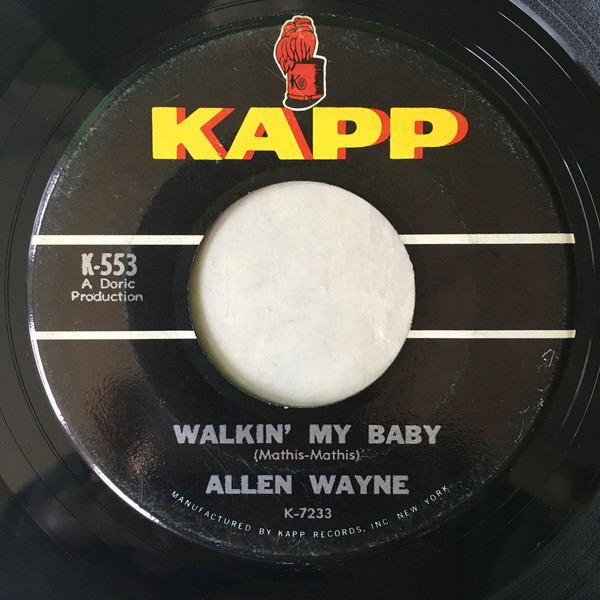 K
KAPP
K-553
A Doric
Production
WALKIN' MY BABY
(Mathis-Mathis)
ALLEN WAYNE
K-7233
MANUFACTURED BY KAPP RECORDS, INC. NEW YORK